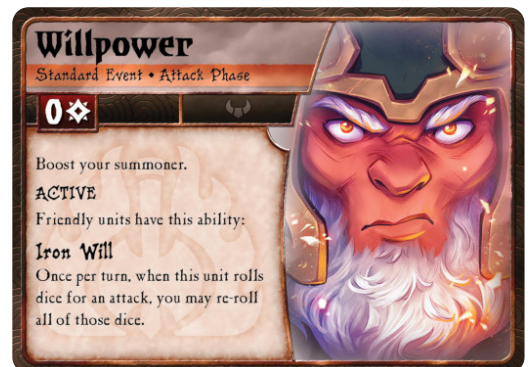 Willpower
Standard Event • Attack Phase
0
Boost your summoner.
ACTIVE
Friendly units have this ability:
Iron Will
Once per turn, when this unit rolls
dice for an attack, you may re-roll
all of those dice.